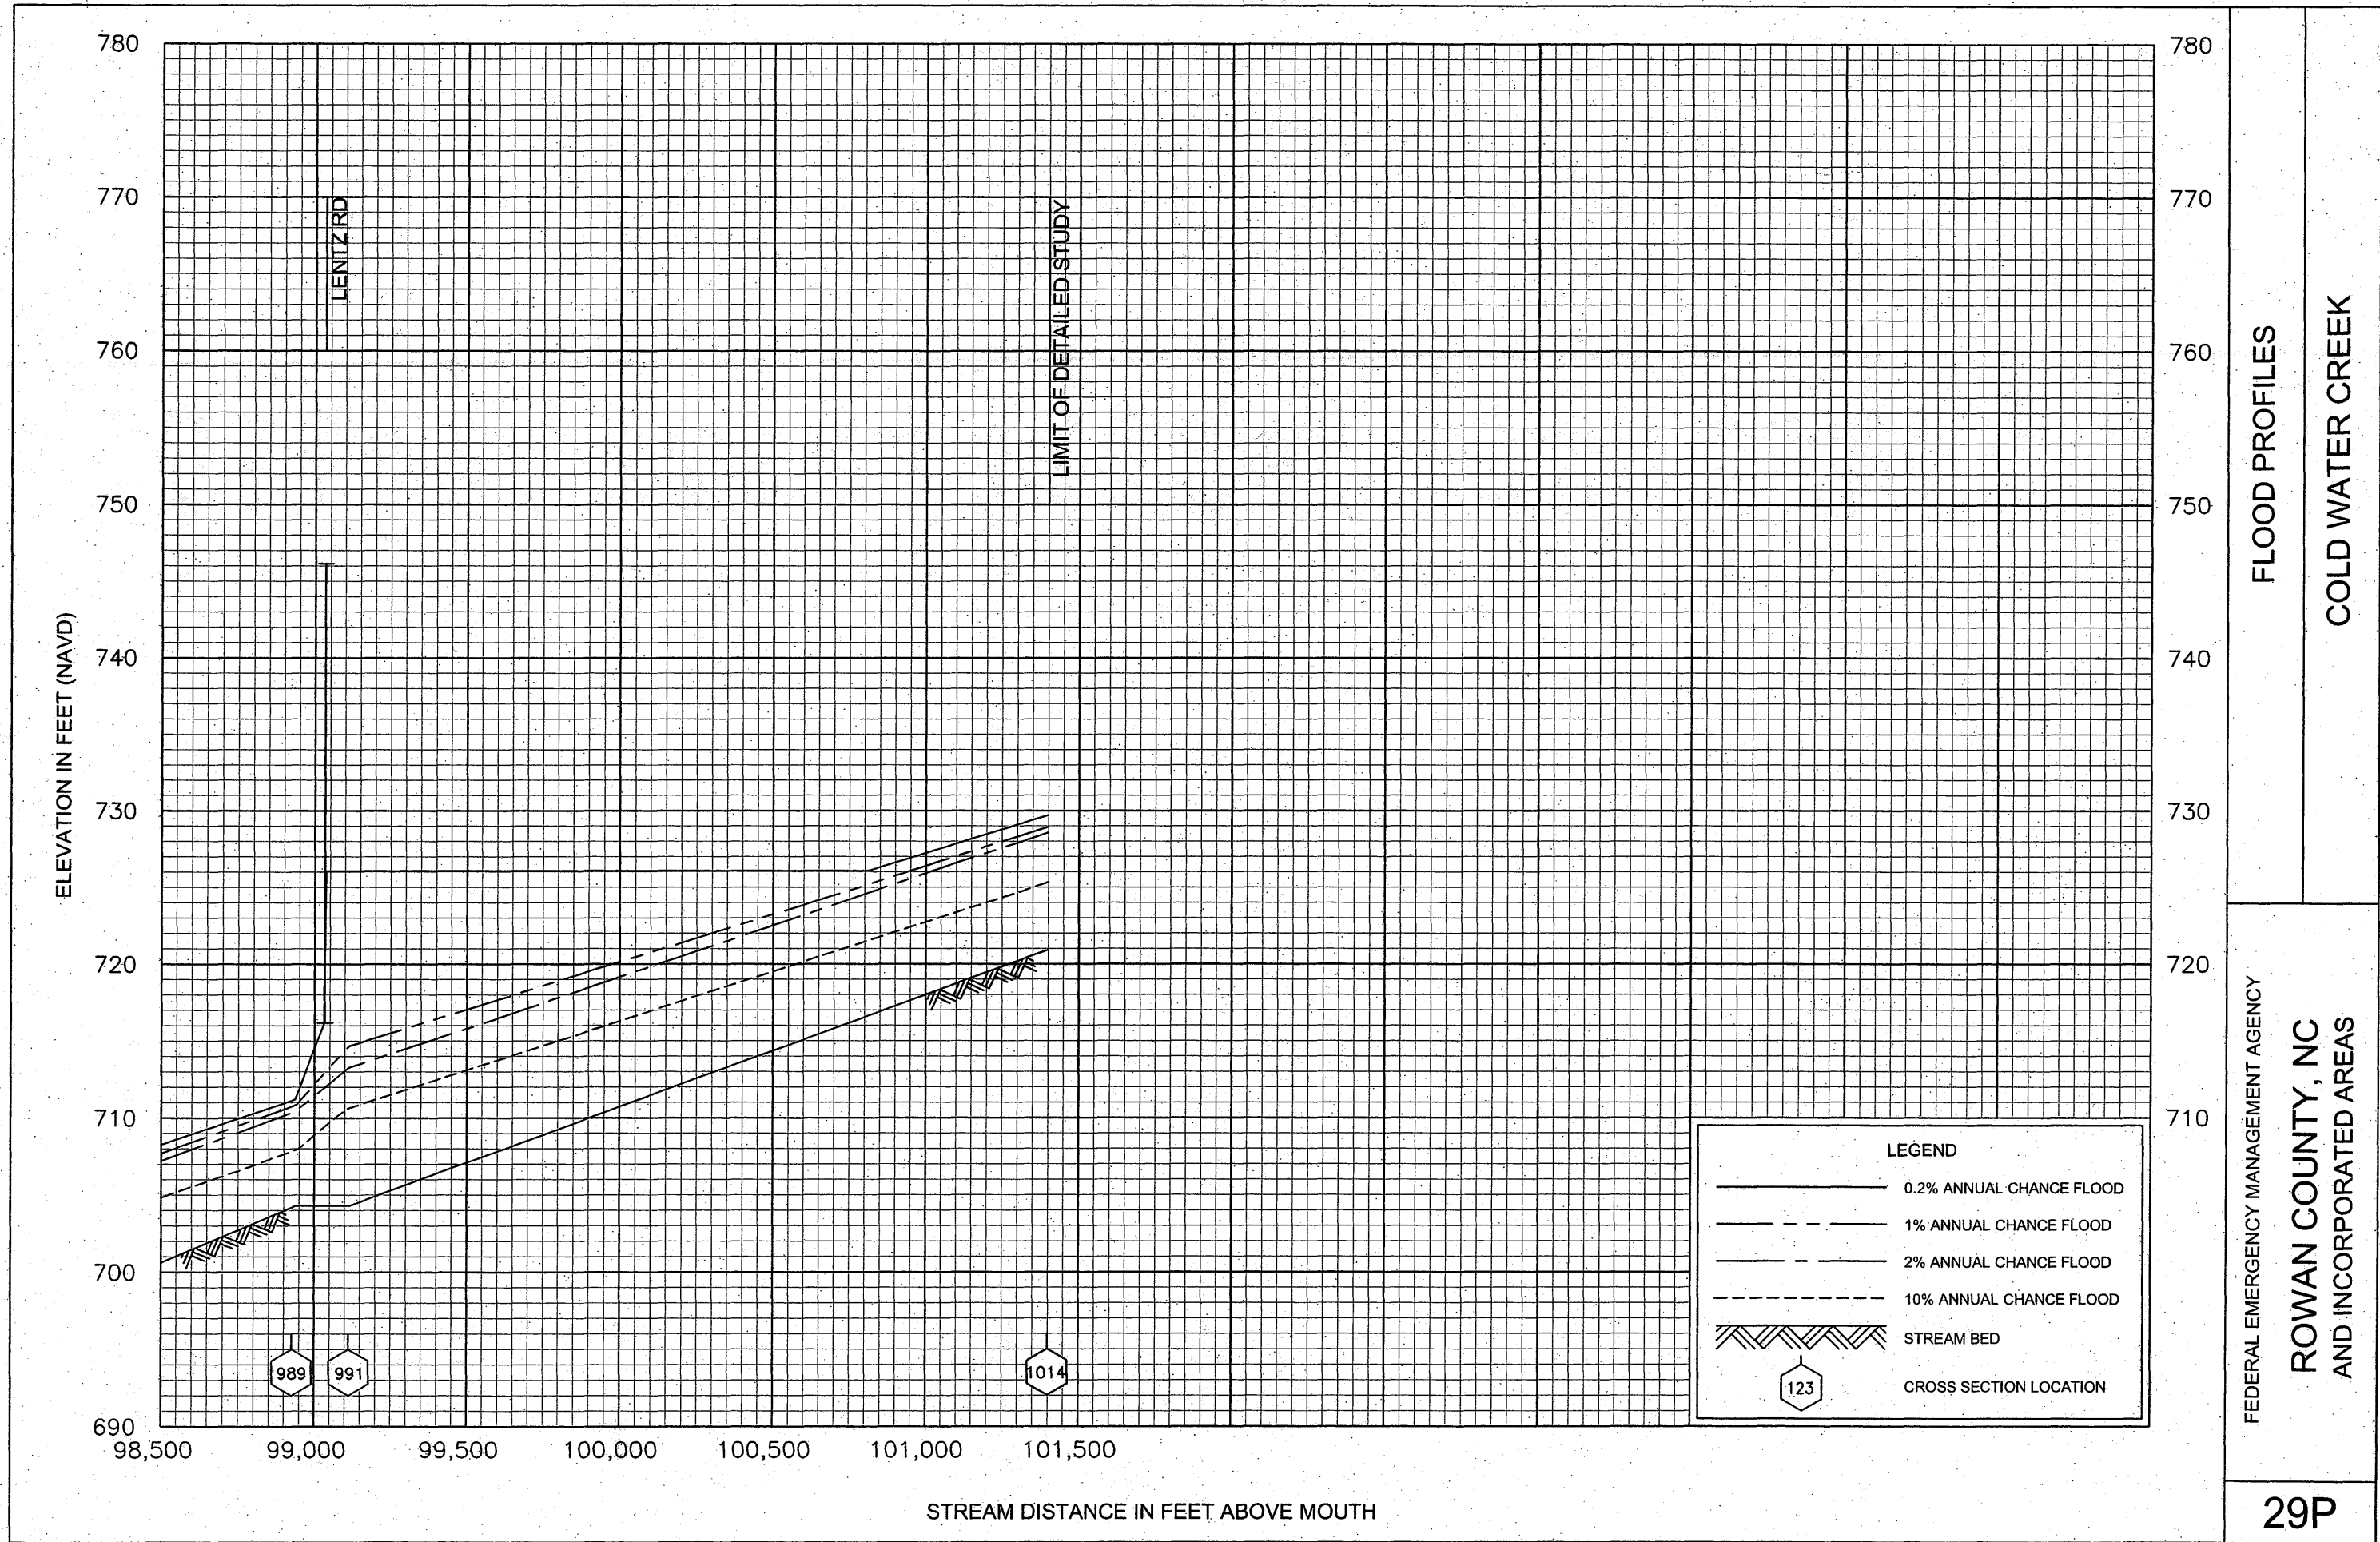 780
770
760
750
740
730
720
710
700
690
ELEVATION IN FEET (NAVD)
LENTZ RD
LIMIT OF DETAILED STUDY
780
770
760
750
740
730
720
710
989
991
1014
98,500
99,000
99,500
100,000
100,500
101,000
101,500
STREAM DISTANCE IN FEET ABOVE MOUTH
LEGEND
0.2% ANNUAL CHANCE FLOOD
1% ANNUAL CHANCE FLOOD
2% ANNUAL CHANCE FLOOD
10% ANNUAL CHANCE FLOOD
STREAM BED
123
CROSS SECTION LOCATION
FLOOD PROFILES
COLD WATER CREEK
FEDERAL EMERGENCY MANAGEMENT AGENCY
ROWAN COUNTY, NC
AND INCORPORATED AREAS
29P